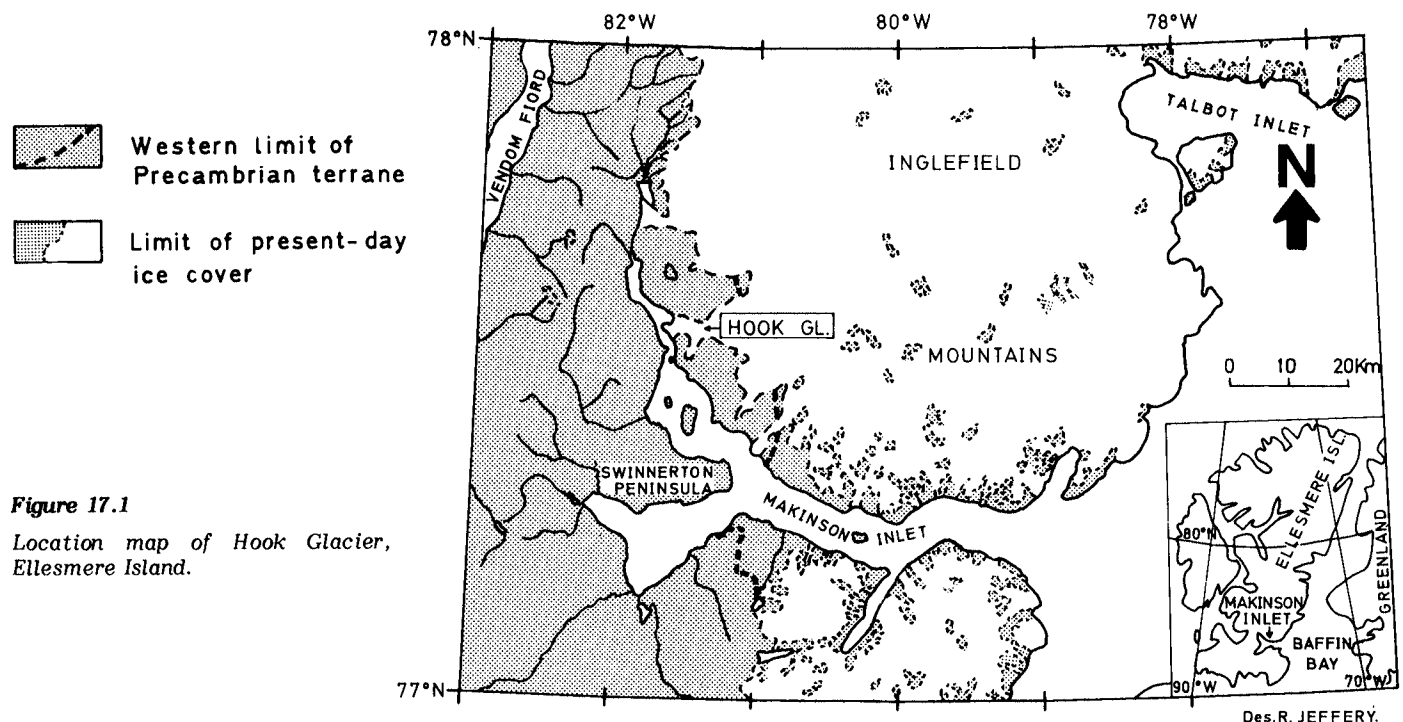 82°W
80°W
78°W
78°N
VENDOM FIORD
TALBOT INLET
Western limit of
Precambrian terrane
INGLEFIELD
N
Limit of present-day
ice cover
HOOK GL.
MOUNTAINS
0 10 20Km
SWINNERTON
PENINSULA
MAKINSON INLET
Figure 17.1
Location map of Hook Glacier,
Ellesmere Island.
ELLESMERE ISL.
80°N
GREENLAND
MAKINSON
INLET
BAFFIN
BAY
77°N
90°W
70°W
Des. R. JEFFERY.